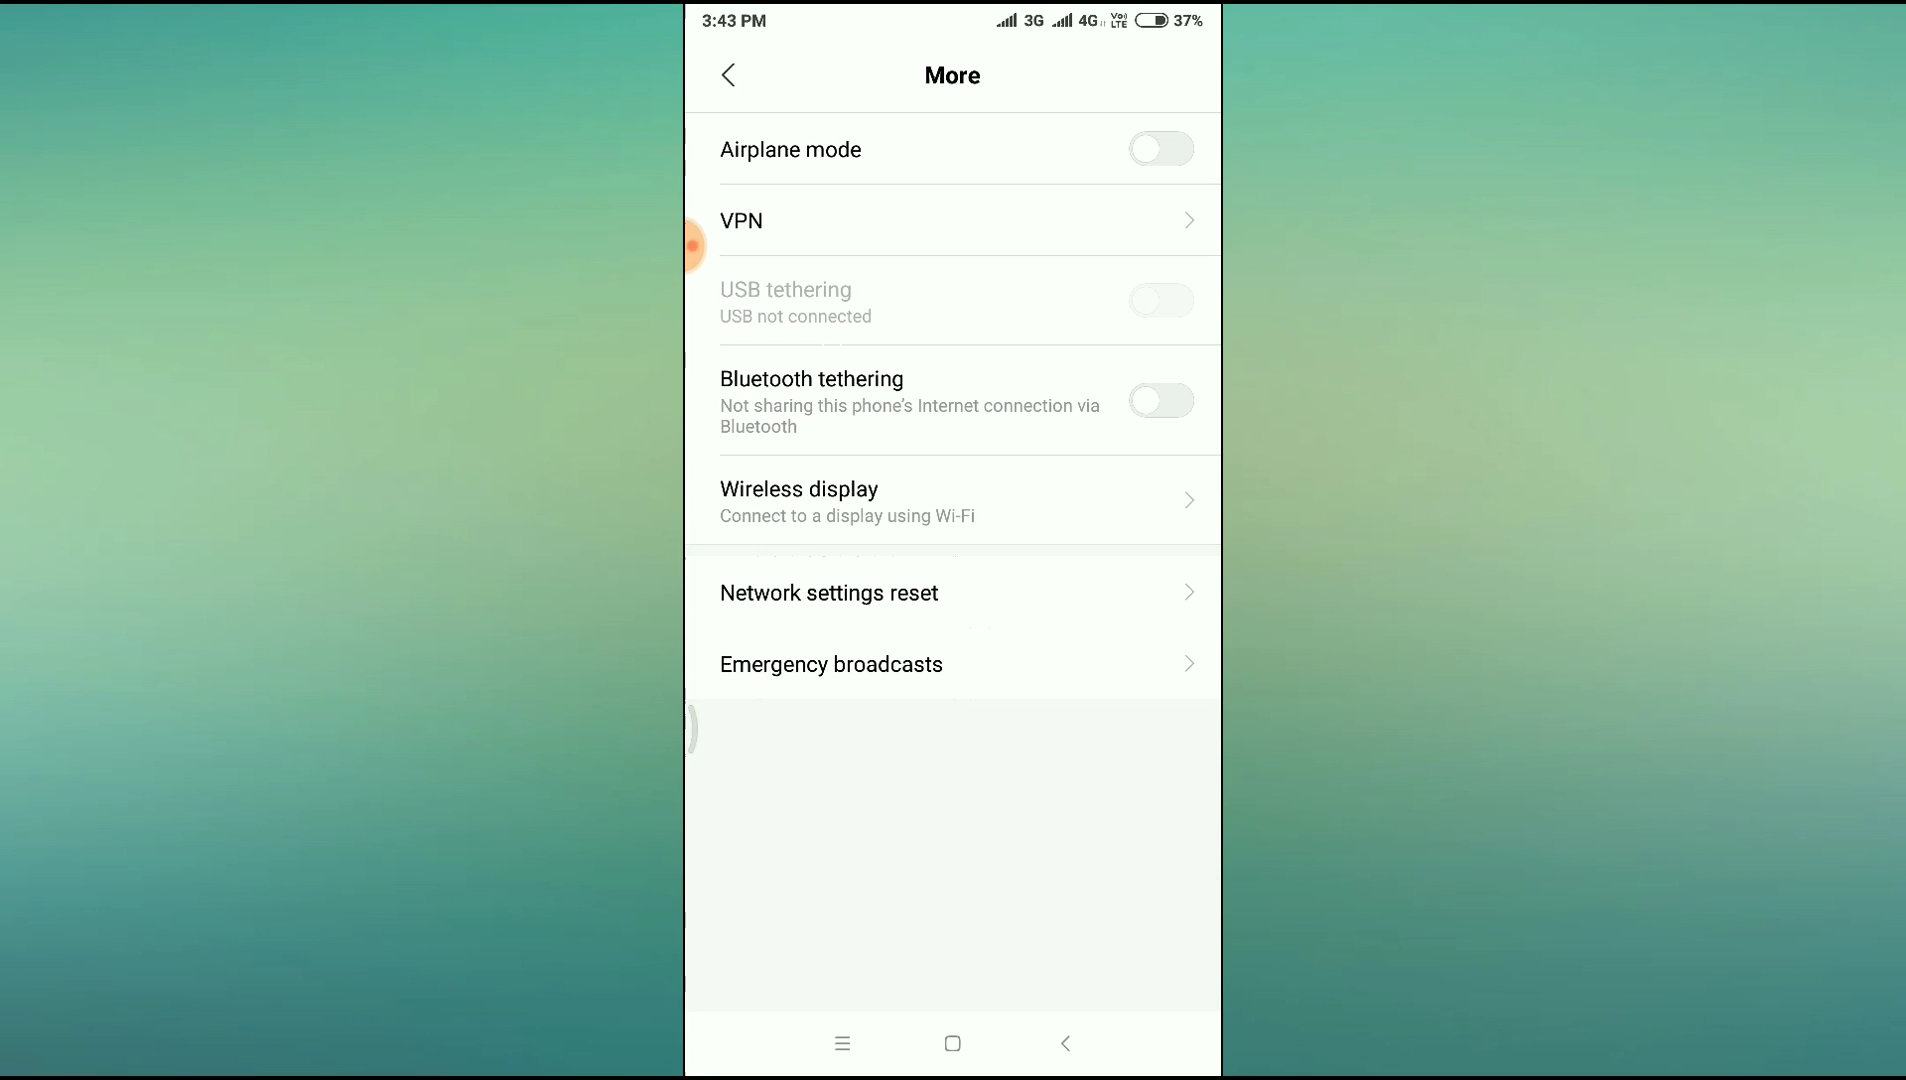 3:43 PM 3G 4G Vo) LTE 37%
More
Airplane mode
VPN
USB tethering
USB not connected
Bluetooth tethering
Not sharing this phone’s Internet connection via
Bluetooth
Wireless display
Connect to a display using Wi-Fi
Network settings reset
Emergency broadcasts